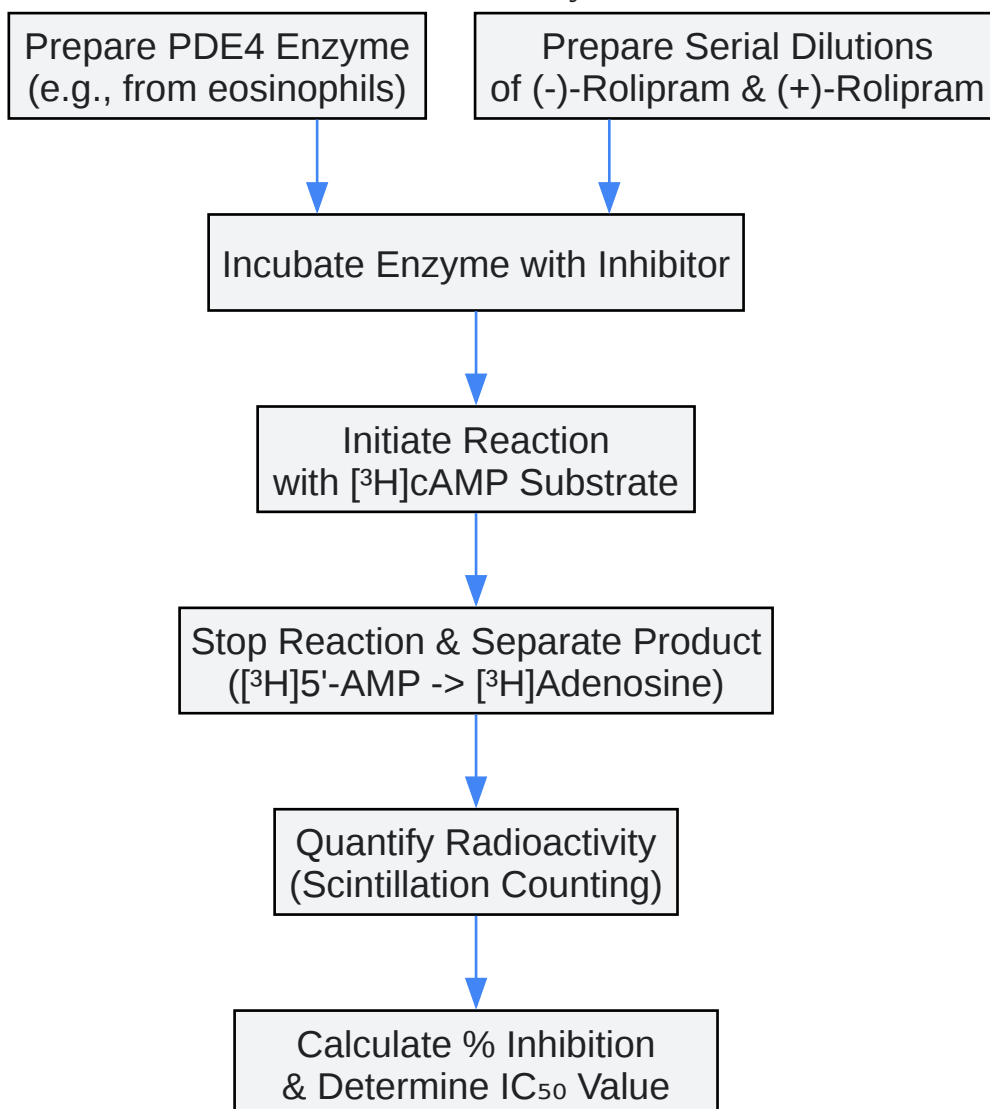 Prepare PDE4 Enzyme
(e.g., from eosinophils)
Prepare Serial Dilutions
of (-)-Rolipram & (+)-Rolipram
Incubate Enzyme with Inhibitor
Initiate Reaction
with [³H]cAMP Substrate
Stop Reaction & Separate Product
([³H]5'-AMP -> [³H]Adenosine)
Quantify Radioactivity
(Scintillation Counting)
Calculate % Inhibition
& Determine IC₅₀ Value